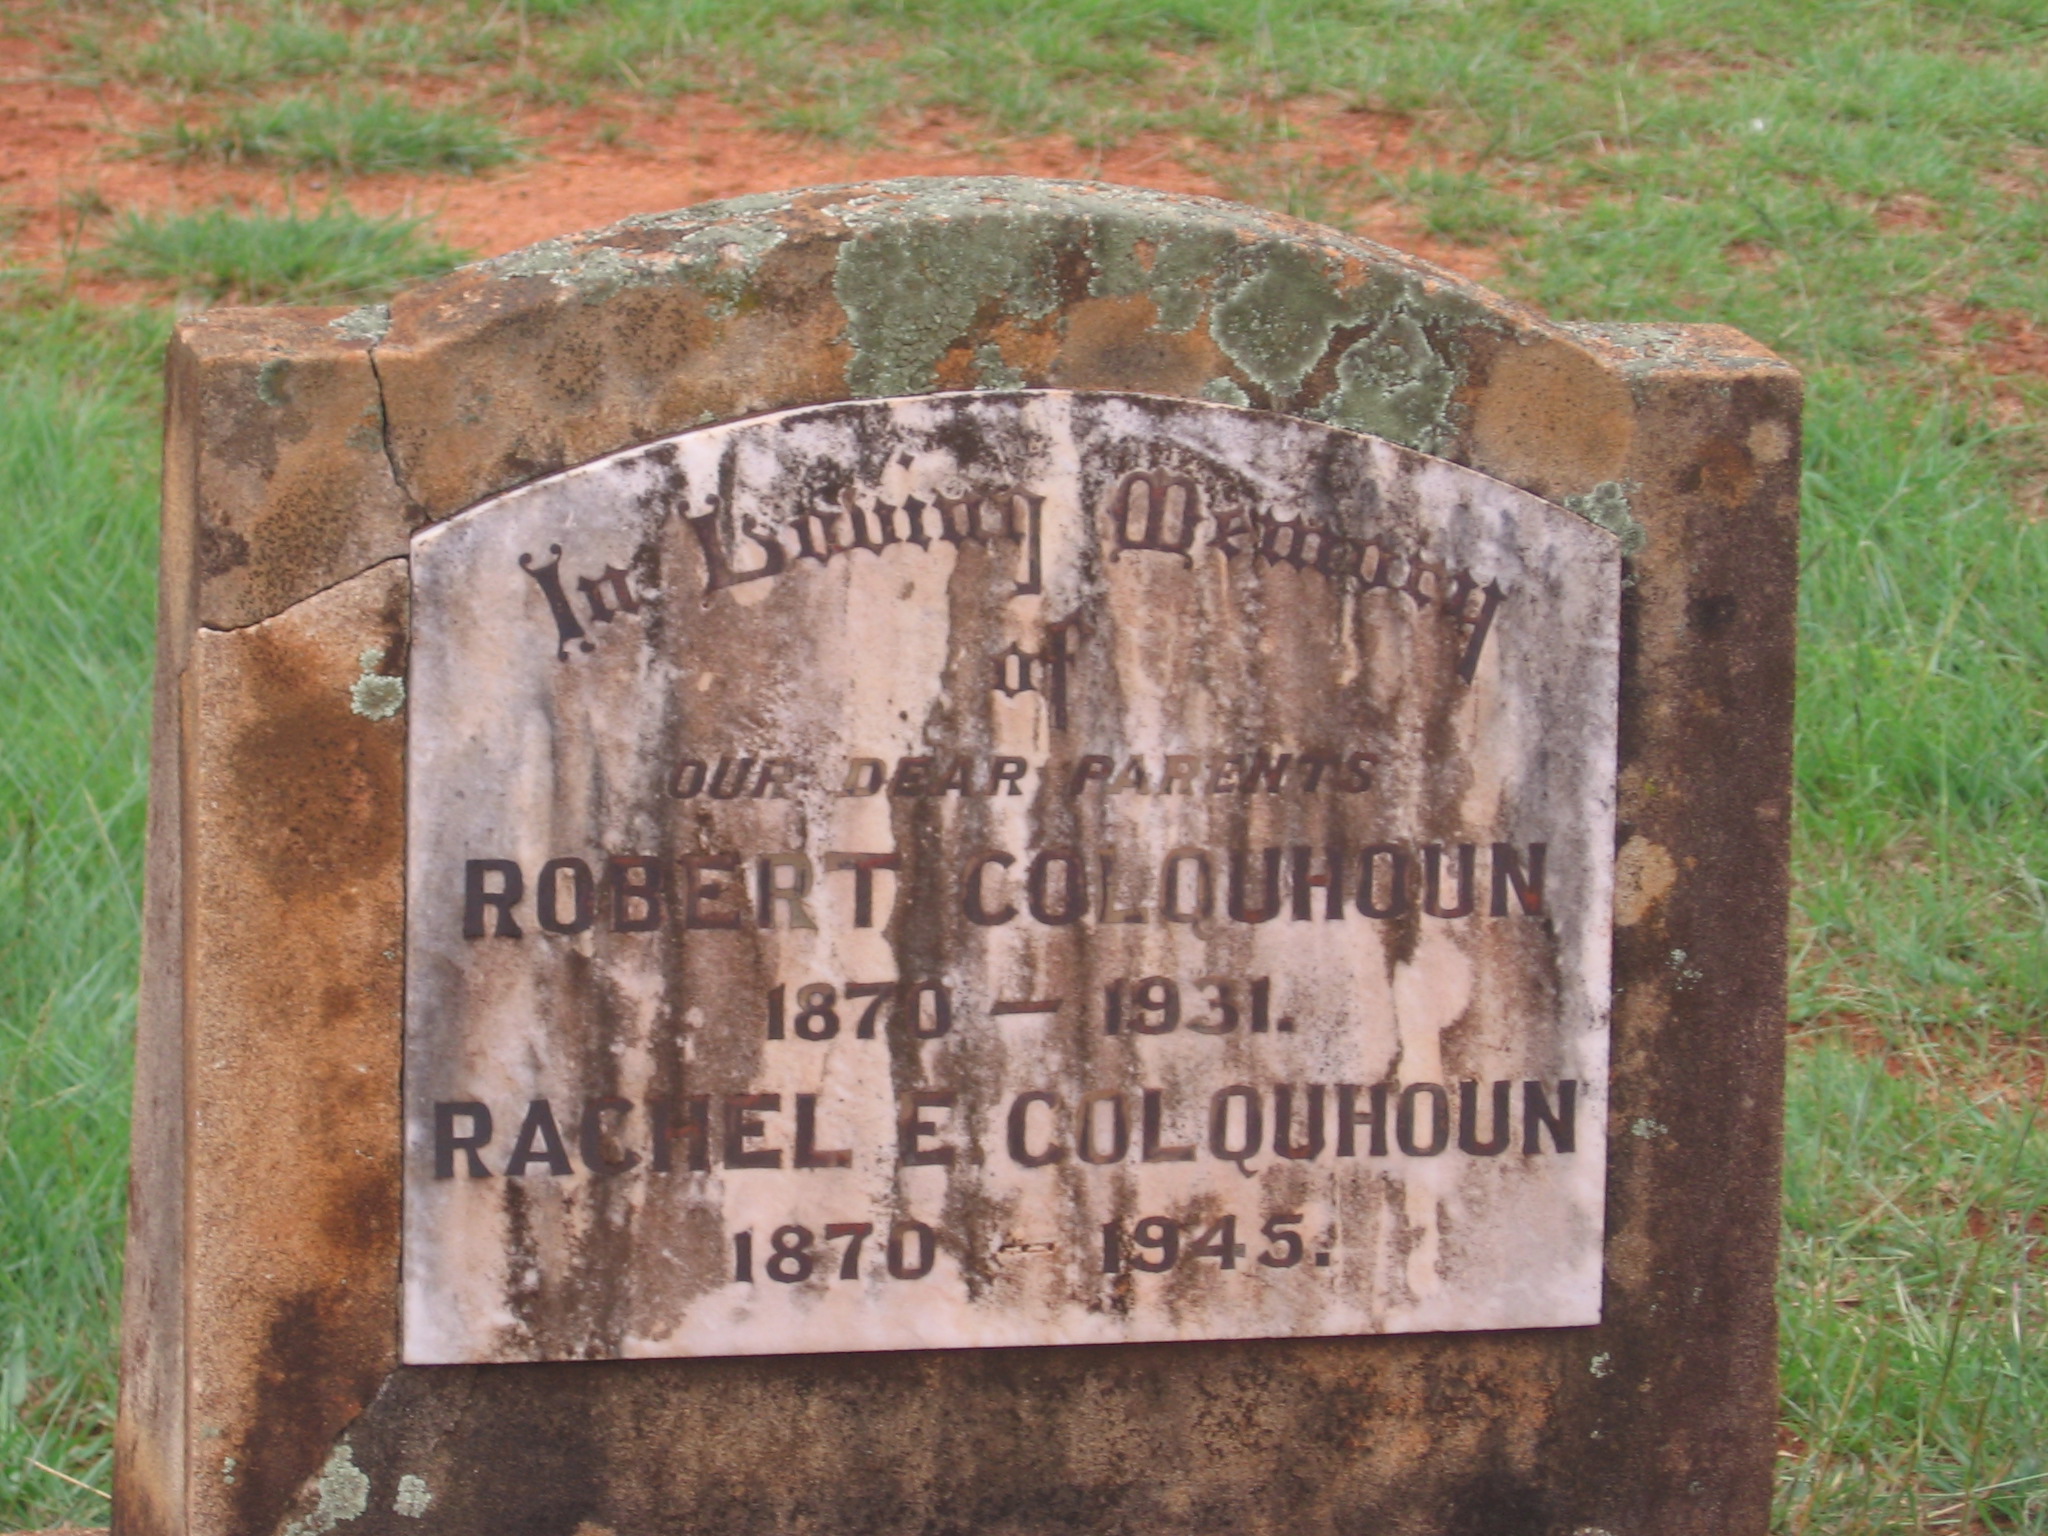 In Loving Memory
of
OUR DEAR PARENTS
ROBERT COLQUHOUN
1870 — 1931.
RACHEL E. COLQUHOUN
1870 — 1945.